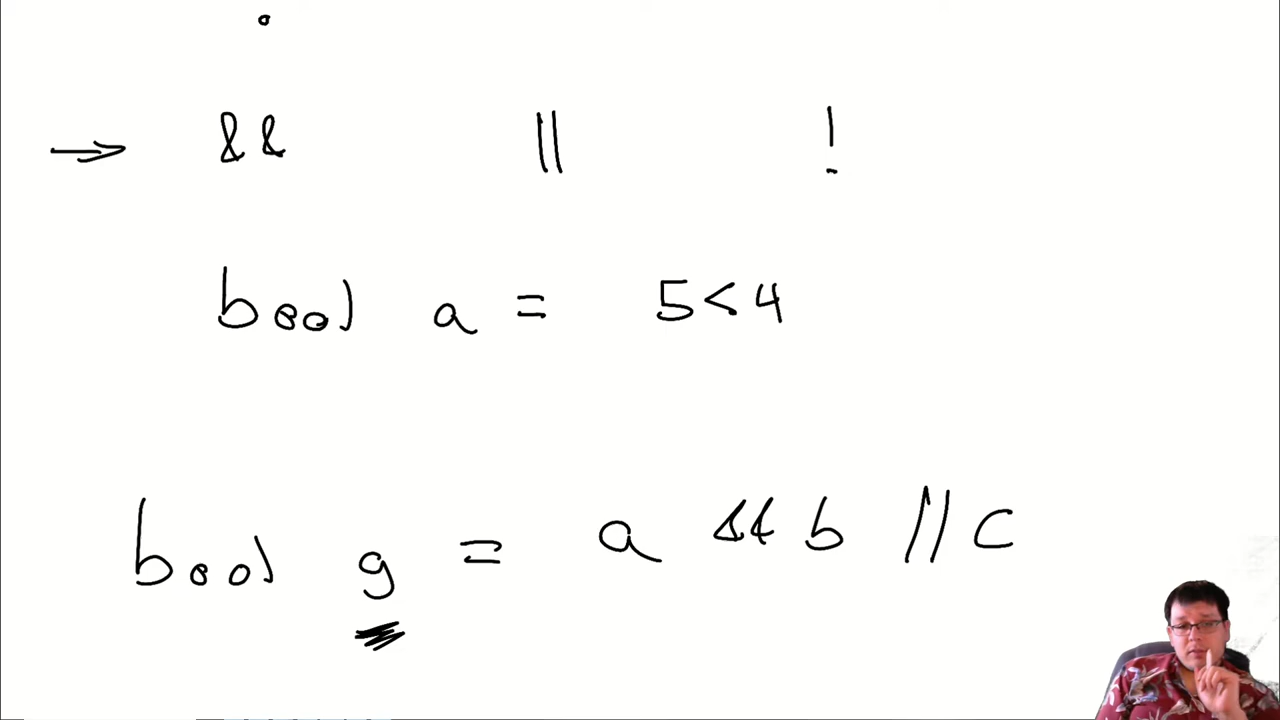 && || !
bool a = 5<4
bool g = a && b || c